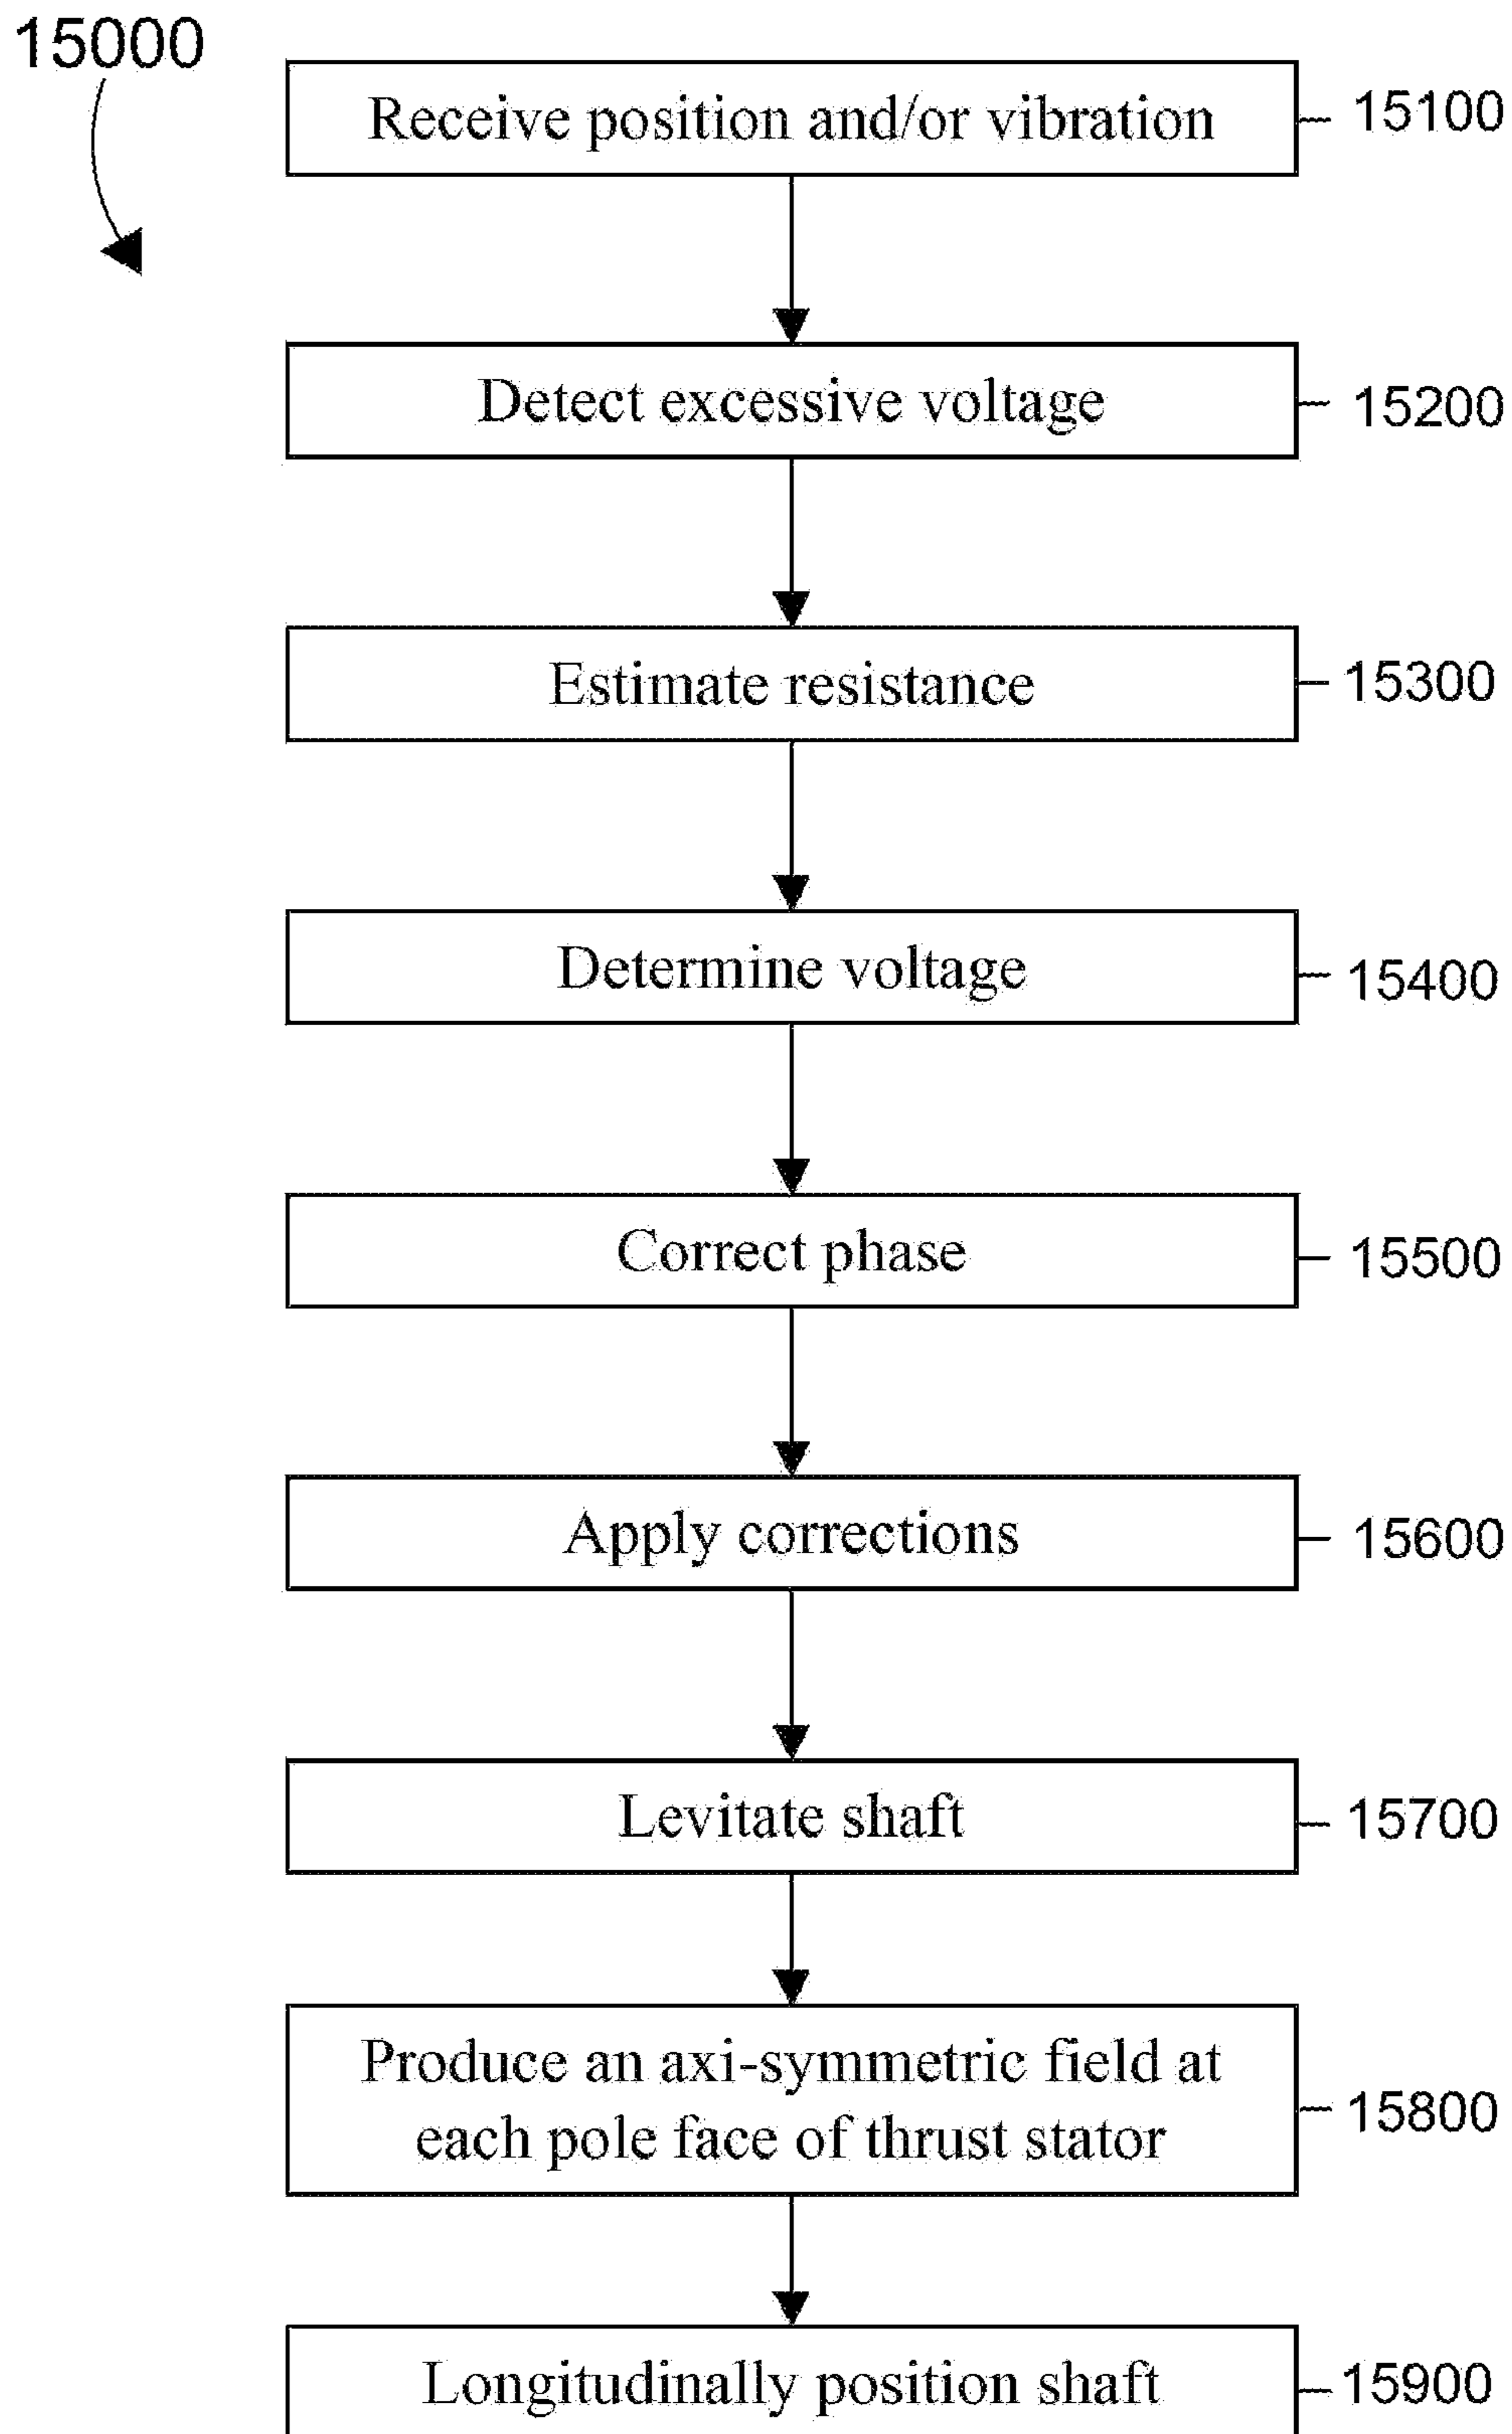 15000
Receive position and/or vibration
15100
Detect excessive voltage
15200
Estimate resistance
15300
Determine voltage
15400
Correct phase
15500
Apply corrections
15600
Levitate shaft
15700
Produce an axi-symmetric field at
each pole face of thrust stator
15800
Longitudinally position shaft
15900